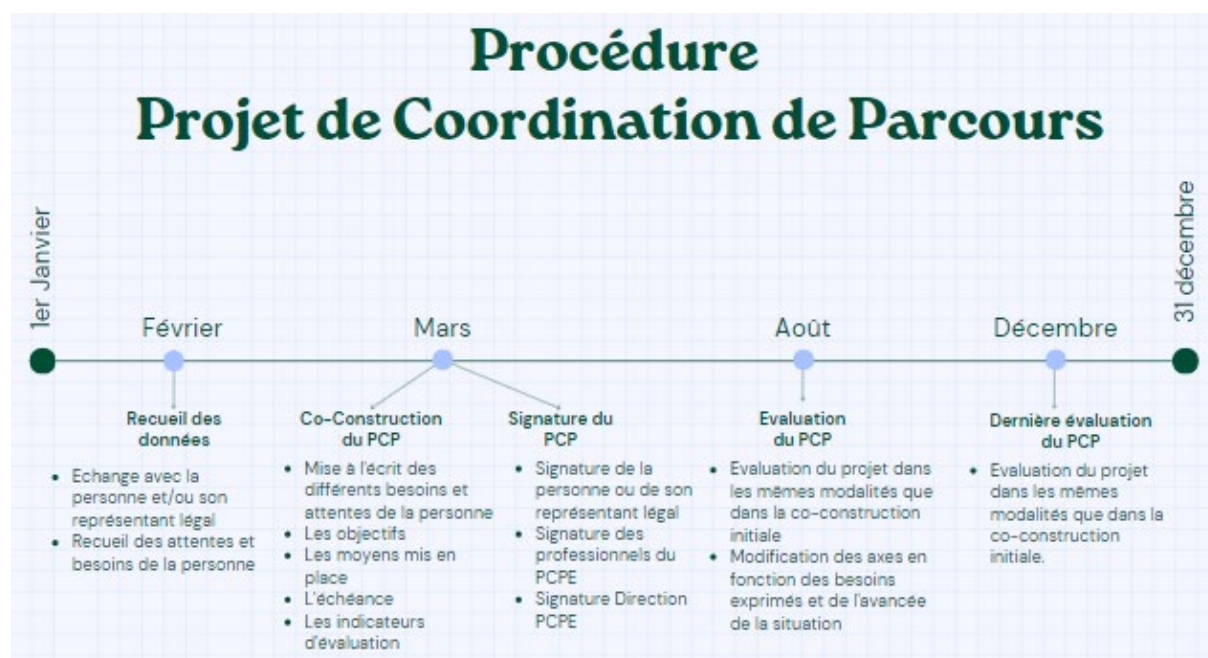 Procédure
Projet de Coordination de Parcours
1er Janvier
31 décembre
Février
Mars
Août
Décembre
Recueil des
données
• Echange avec la
personne et/ou son
représentant légal
• Recueil des attentes et
besoins de la personne
Co-Construction
du PCP
• Mise à l'écrit des
différents besoins et
attentes de la personne
• Les objectifs
• Les moyens mis en
place
• L'échéance
• Les indicateurs
d'évaluation
Signature du
PCP
• Signature de la
personne ou de son
représentant légal
• Signature des
professionnels du
PCPE
• Signature Direction
PCPE
Evaluation
du PCP
• Evaluation du projet dans
les mêmes modalités que
dans la co-construction
initiale
• Modification des axes en
fonction des besoins
exprimés et de l'avancée
de la situation
Dernière évaluation
du PCP
• Evaluation du projet
dans les mêmes
modalités que dans la
co-construction
initiale.